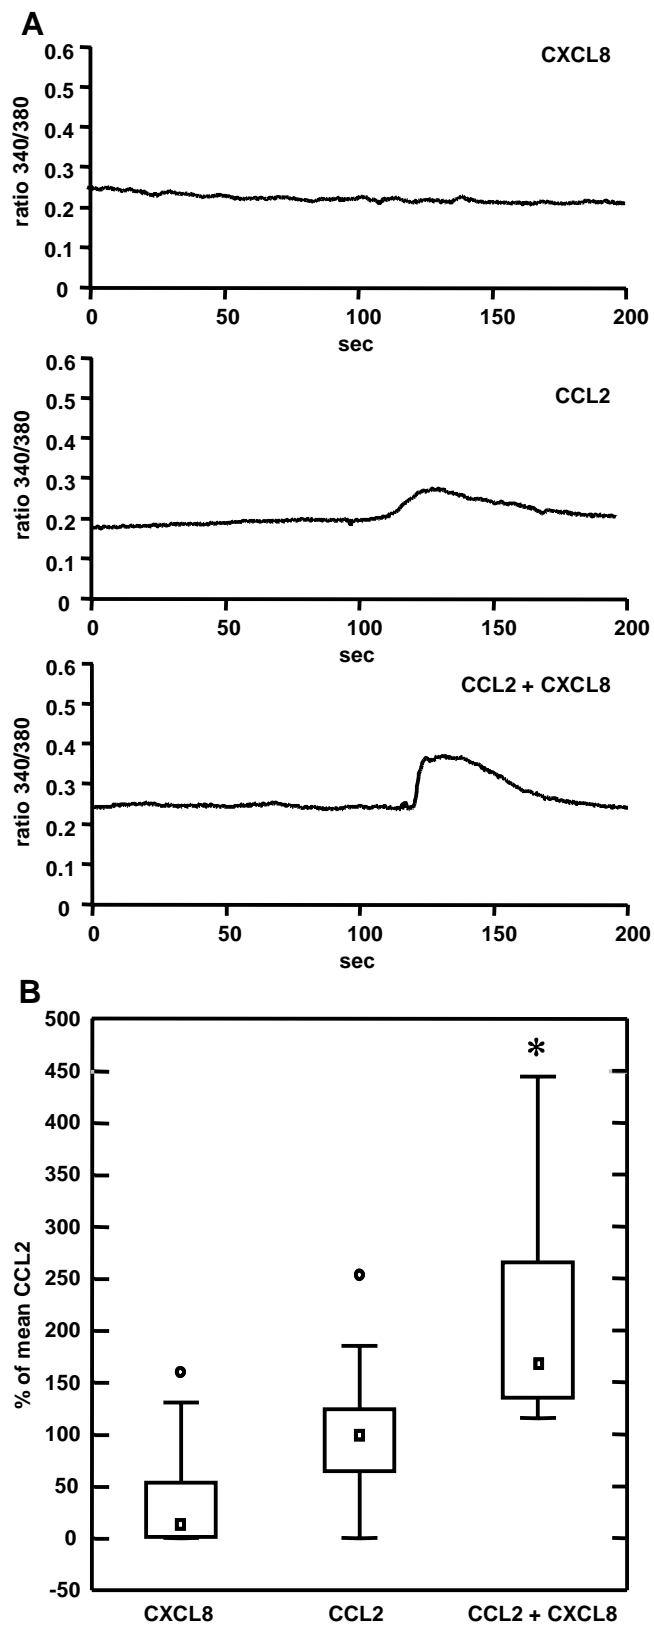 A
CXCL8
ratio 340/380
0.6
0.5
0.4
0.3
0.2
0.1
0
0 50 100 150 200
sec
CCL2
ratio 340/380
0.6
0.5
0.4
0.3
0.2
0.1
0
0 50 100 150 200
sec
CCL2 + CXCL8
ratio 340/380
0.6
0.5
0.4
0.3
0.2
0.1
0
0 50 100 150 200
sec
B
% of mean CCL2
500
450
400
350
300
250
200
150
100
50
0
-50
*
CXCL8 CCL2 CCL2 + CXCL8